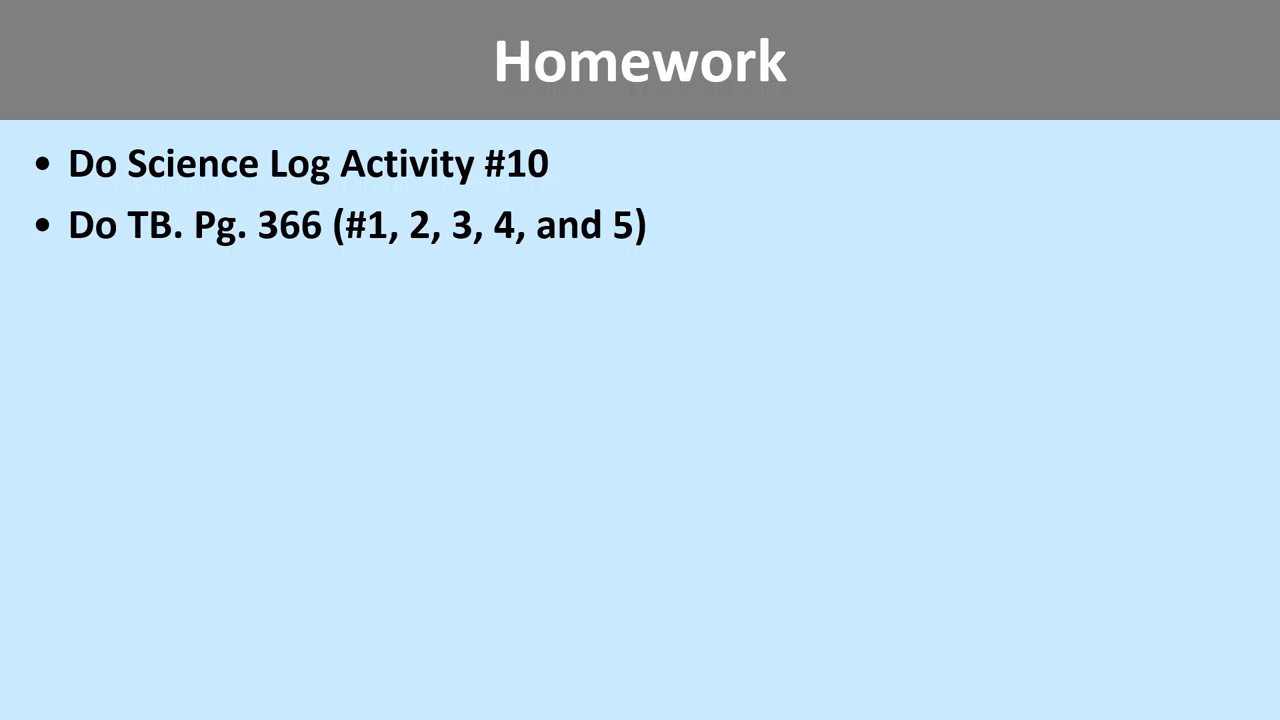 Homework
• Do Science Log Activity #10
• Do TB. Pg. 366 (#1, 2, 3, 4, and 5)